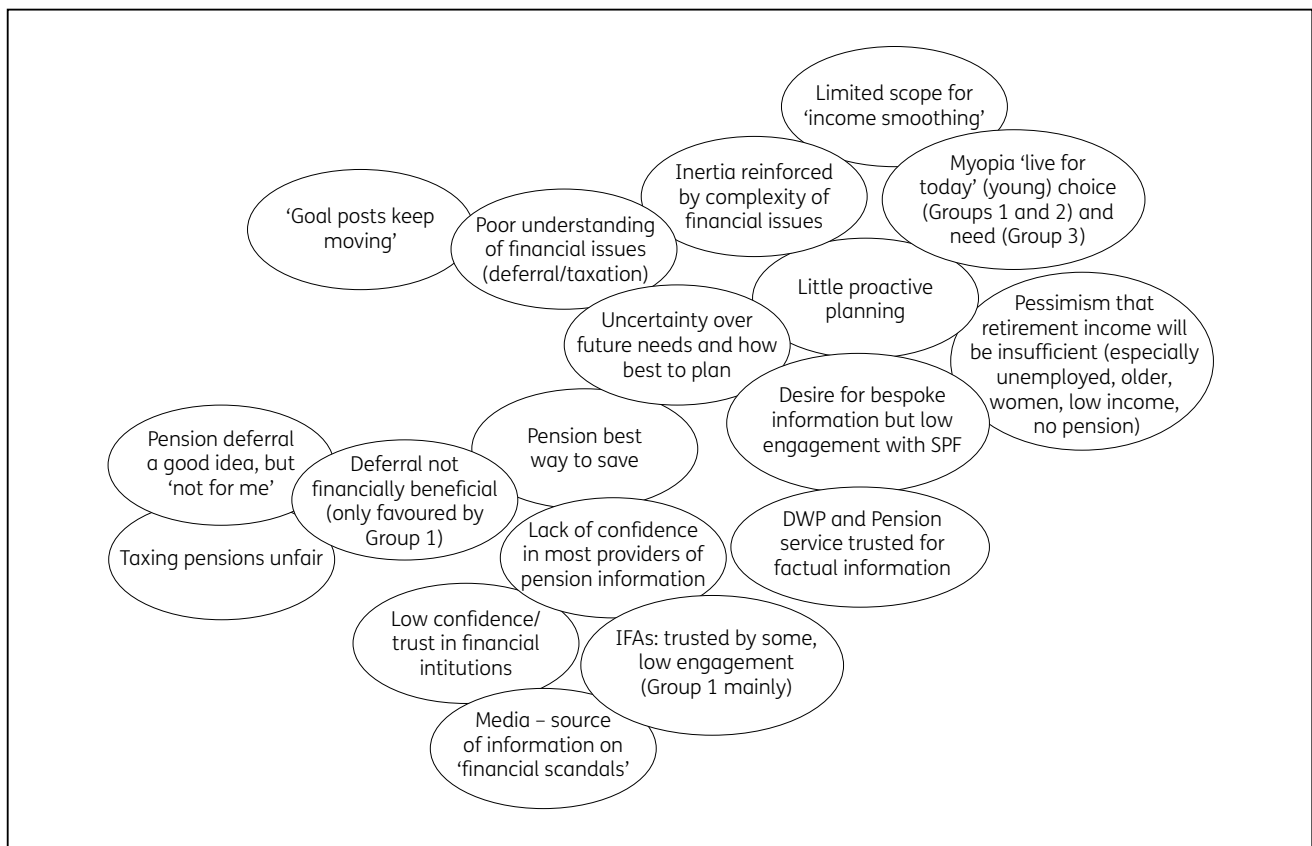 Limited scope for
‘income smoothing’
Inertia reinforced
by complexity of
financial issues
Myopia ‘live for
today’ (young) choice
(Groups 1 and 2) and
need (Group 3)
‘Goal posts keep
moving’
Poor understanding
of financial issues
(deferral/taxation)
Little proactive
planning
Uncertainty over
future needs and how
best to plan
Pessimism that
retirement income will
be insufficient (especially
unemployed, older,
women, low income,
no pension)
Desire for bespoke
information but low
engagement with SPF
Pension best
way to save
Pension deferral
a good idea, but
‘not for me’
Deferral not
financially beneficial
(only favoured by
Group 1)
Taxing pensions unfair
Lack of confidence
in most providers of
pension information
DWP and Pension
service trusted for
factual information
Low confidence/
trust in financial
intitutions
IFAs: trusted by some,
low engagement
(Group 1 mainly)
Media – source
of information on
‘financial scandals’